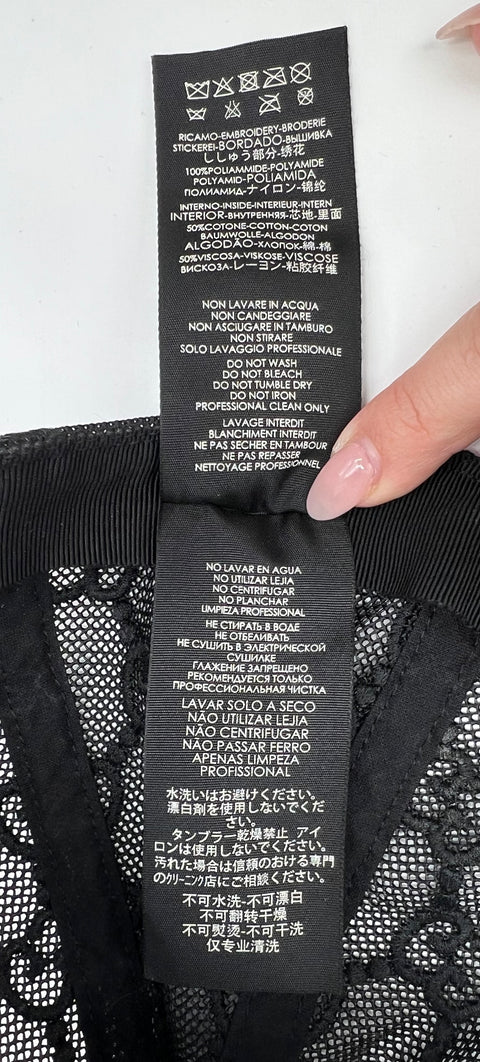 RICAMO-EMBROIDERY-BRODERIE
STICKEREI-BORDADO-ВЫШИВКА
ししゅう部分-绣花
100%POLIAMMIDE-POLYAMIDE
POLYAMID-POLIAMIDA
ПОЛИАМИД-ナイロン-锦纶
INTERNO-INSIDE-INTERIEUR-INTERN
INTERIOR-ВНУТРЕННЯЯ-芯地-里面
50%COTONE-COTTON-COTON
BAUMWOLLE-ALGODON
ALGODÃO-ХЛОПОК-綿-棉
50%VISCOSA-VISKOSE-VISCOSE
ВИСКОЗА-レーヨン-粘胶纤维
NON LAVARE IN ACQUA
NON CANDEGGIARE
NON ASCIUGARE IN TAMBURO
NON STIRARE
SOLO LAVAGGIO PROFESSIONALE
DO NOT WASH
DO NOT BLEACH
DO NOT TUMBLE DRY
DO NOT IRON
PROFESSIONAL CLEAN ONLY
LAVAGE INTERDIT
BLANCHIMENT INTERDIT
NE PAS SECHER EN TAMBOUR
NE PAS REPASSER
NETTOYAGE PROFESSIONNEL
NO LAVAR EN AGUA
NO UTILIZAR LEJIA
NO CENTRIFUGAR
NO PLANCHAR
LIMPIEZA PROFESSIONAL
НЕ СТИРАТЬ В ВОДЕ
НЕ ОТБЕЛИВАТЬ
НЕ СУШИТЬ В ЭЛЕКТРИЧЕСКОЙ
СУШИЛКЕ
ГЛАЖЕНИЕ ЗАПРЕЩЕНО
РЕКОМЕНДУЕТСЯ ТОЛЬКО
ПРОФЕССИОНАЛЬНАЯ ЧИСТКА
LAVAR SOLO A SECO
NÃO UTILIZAR LEJIA
NÃO CENTRIFUGAR
NÃO PASSAR FERRO
APENAS LIMPEZA
PROFISSIONAL
水洗いはお避けください。
漂白剤を使用しないでくだ
さい。
タンブラー乾燥禁止 アイ
ロンは使用しないでください。
汚れた場合は信頼のおける専門
のクリーニング店にご相談ください。
不可水洗-不可漂白
不可翻转干燥
不可熨烫-不可干洗
仅专业清洗